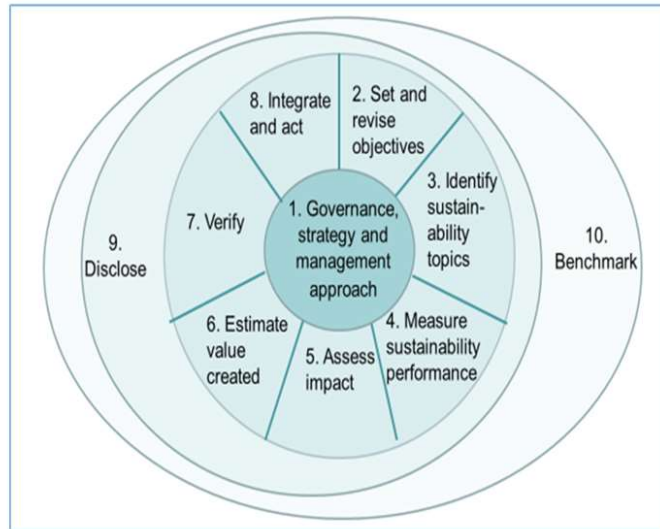 1. Governance,
strategy and
management
approach
2. Set and
revise
objectives
3. Identify
sustain-
ability
topics
4. Measure
sustainability
performance
5. Assess
impact
6. Estimate
value
created
7. Verify
8. Integrate
and act
9.
Disclose
10.
Benchmark